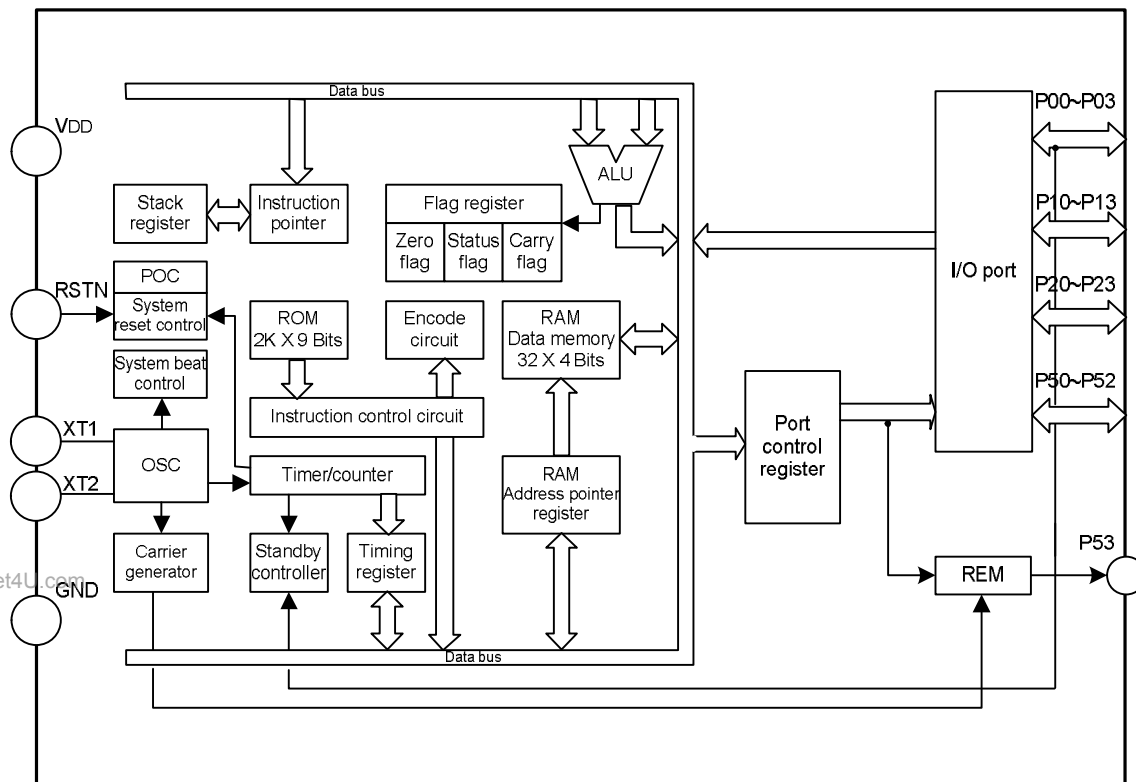 Data bus
VDD
P00~P03
ALU
Stack
register
Instruction
pointer
Flag register
Zero
flag
Status
flag
Carry
flag
P10~P13
I/O port
RSTN
POC
System
reset control
ROM
2K X 9 Bits
Encode
circuit
RAM
Data memory
32 X 4 Bits
P20~P23
System beat
control
P50~P52
Instruction control circuit
Port
control
register
XT1
OSC
XT2
Timer/counter
RAM
Address pointer
register
Carrier
generator
Standby
controller
Timing
register
P53
REM
et4U.com
GND
Data bus